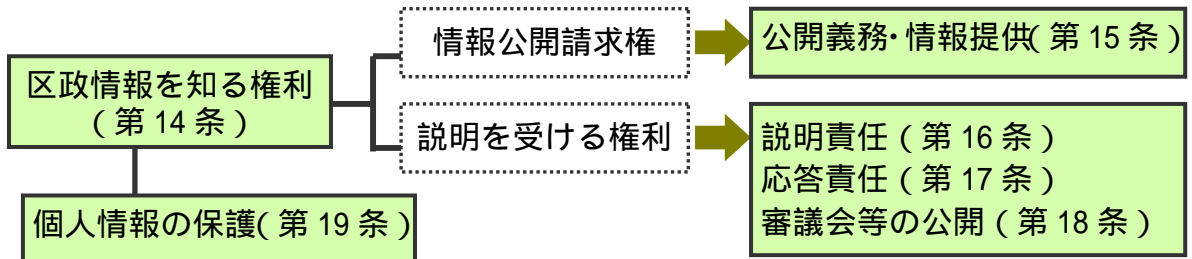 区政情報を知る権利
（第 14 条）
情報公開請求権
公開義務・情報提供（第 15 条）
説明を受ける権利
説明責任（第 16 条）
応答責任（第 17 条）
審議会等の公開（第 18 条）
個人情報の保護（第 19 条）